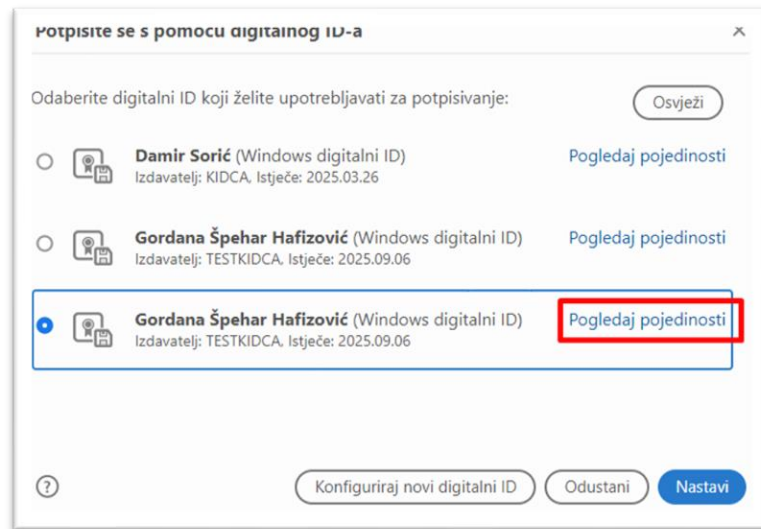 Potpišite se s pomoću digitalnog ID-a
Odaberite digitalni ID koji želite upotrebljavati za potpisivanje:
Osvježi
Damir Sorić (Windows digitalni ID)
Pogledaj pojedinosti
Izdavatelj: KIDCA, Istječe: 2025.03.26
Gordana Špehar Hafizović (Windows digitalni ID)
Pogledaj pojedinosti
Izdavatelj: TESTKIDCA, Istječe: 2025.09.06
Gordana Špehar Hafizović (Windows digitalni ID)
Pogledaj pojedinosti
Izdavatelj: TESTKIDCA, Istječe: 2025.09.06
Konfiguriraj novi digitalni ID
Odustani
Nastavi